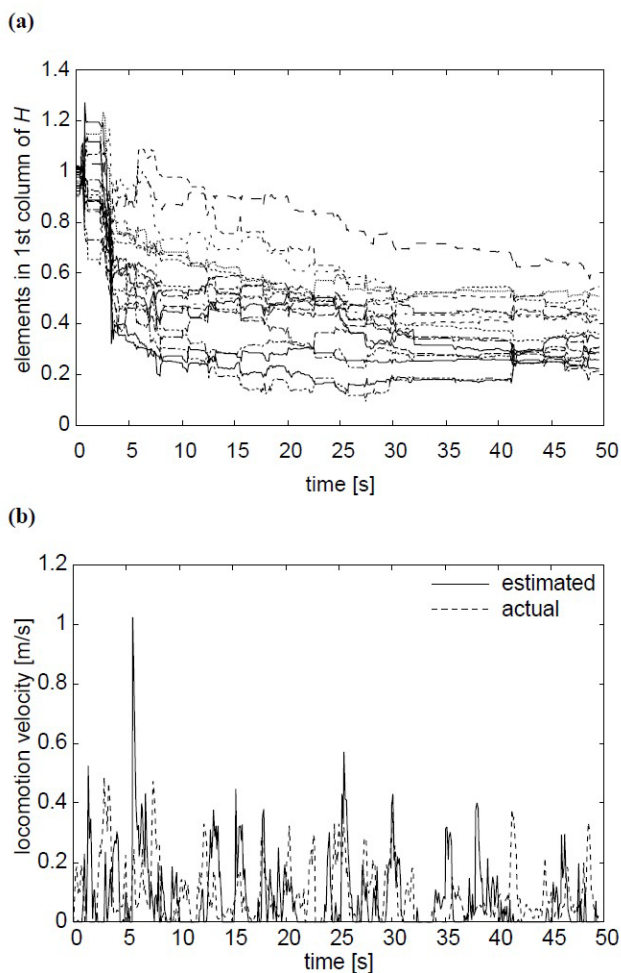 (a)
elements in 1st column of H
1.4
1.2
1
0.8
0.6
0.4
0.2
0
0 5 10 15 20 25 30 35 40 45 50
time [s]
(b)
locomotion velocity [m/s]
1.2
1
0.8
0.6
0.4
0.2
0
estimated
actual
0 5 10 15 20 25 30 35 40 45 50
time [s]